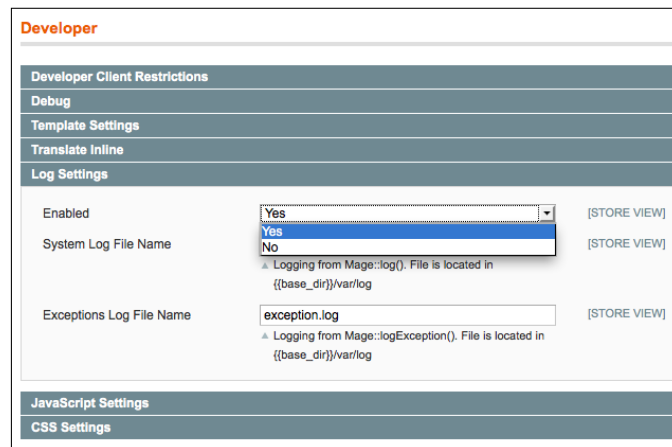 Developer
Developer Client Restrictions
Debug
Template Settings
Translate Inline
Log Settings
Enabled Yes [STORE VIEW]
Yes
System Log File Name No [STORE VIEW]
Logging from Mage::log(). File is located in
{{base_dir}}/var/log
Exceptions Log File Name exception.log [STORE VIEW]
Logging from Mage::logException(). File is located in
{{base_dir}}/var/log
JavaScript Settings
CSS Settings